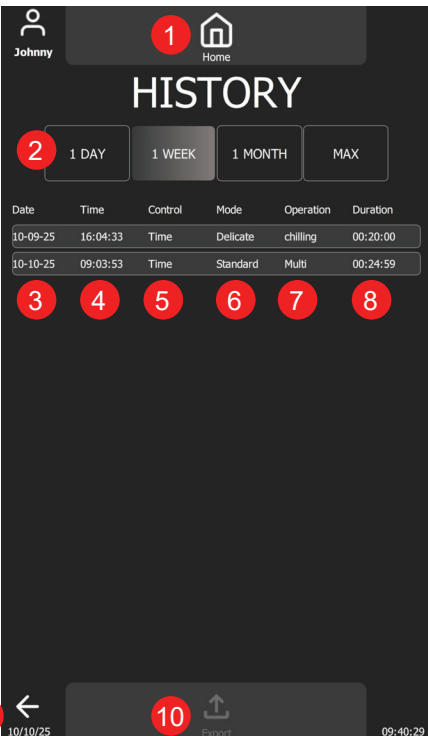 Johnny
1
Home
HISTORY
2 1 DAY 1 WEEK 1 MONTH MAX
Date Time Control Mode Operation Duration
10-09-25 16:04:33 Time Delicate chilling 00:20:00
10-10-25 09:03:53 Time Standard Multi 00:24:59
3 4 5 6 7 8
10
Export
10/10/25 09:40:29